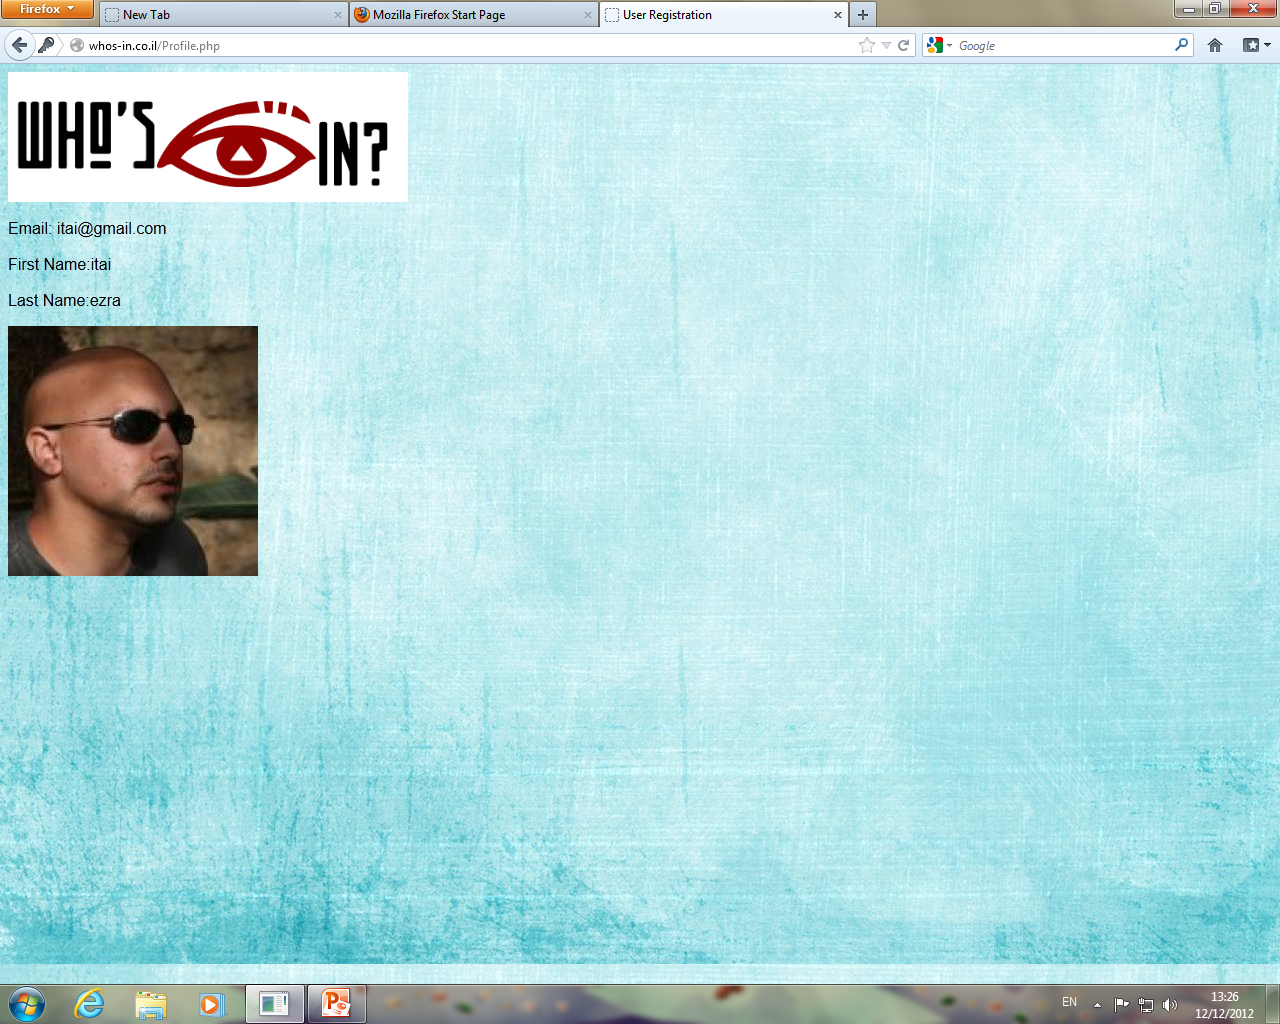 Firefox
New Tab
Mozilla Firefox Start Page
User Registration
whos-in.co.il/Profile.php
Google
WHO'S IN?
Email: itai@gmail.com
First Name:itai
Last Name:ezra
EN
13:26
12/12/2012